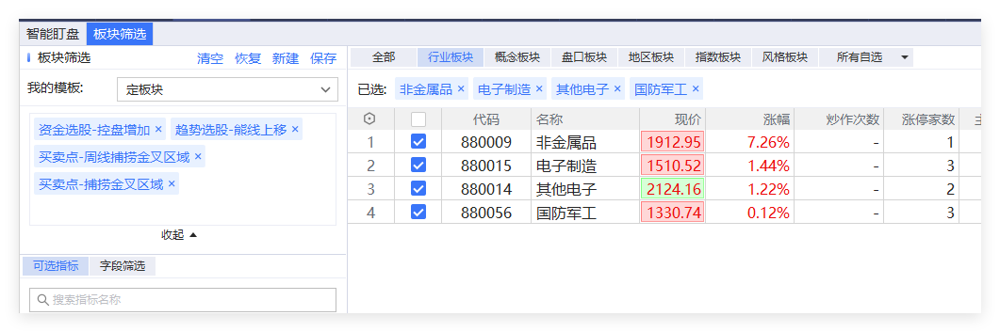 智能盯盘 板块筛选
板块筛选 清空 恢复 新建 保存
我的模板: 定板块
资金选股-控盘增加 × 趋势选股-熊线上移 ×
买卖点-周线捕捞金叉区域 ×
买卖点-捕捞金叉区域 ×
收起
可选指标 字段筛选
搜索指标名称
全部 行业板块 概念板块 盘口板块 地区板块 指数板块 风格板块 所有自选
已选: 非金属品 × 电子制造 × 其他电子 × 国防军工 ×
代码 名称 现价 涨幅 炒作次数 涨停家数 主
1 880009 非金属品 1912.95 7.26% - 1
2 880015 电子制造 1510.52 1.44% - 3
3 880014 其他电子 2124.16 1.22% - 2
4 880056 国防军工 1330.74 0.12% - 3